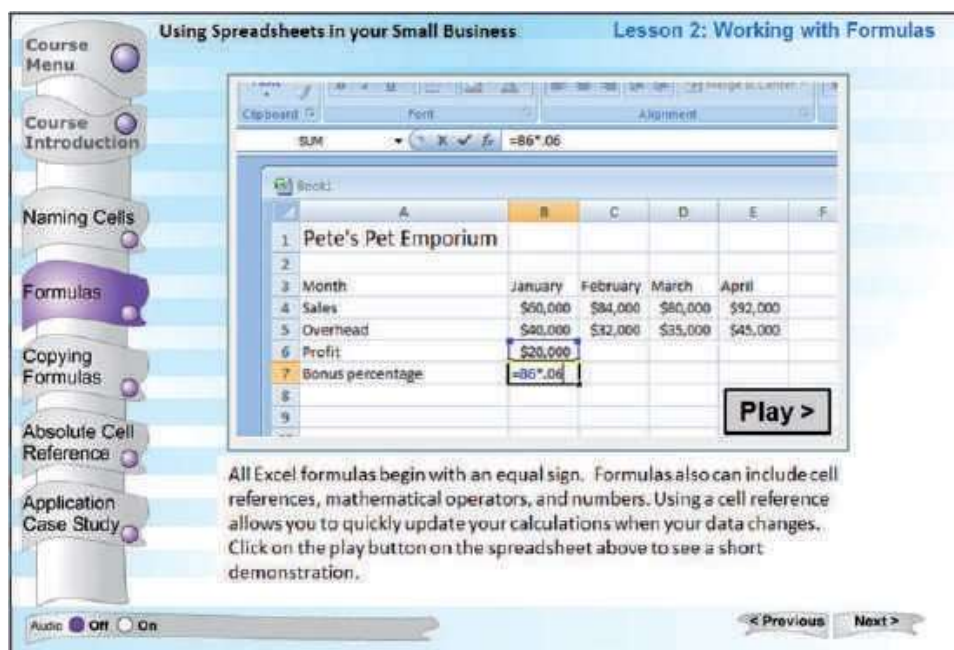 Using Spreadsheets in your Small Business
Lesson 2: Working with Formulas
Course
Menu
Course
Introduction
Naming Cells
Formulas
Copying
Formulas
Absolute Cell
Reference
Application
Case Study
Clipboard Font Alignment
SUM =B6*.06
Book1
A B C D E F
1 Pete's Pet Emporium
2
3 Month January February March April
4 Sales $60,000 $84,000 $80,000 $92,000
5 Overhead $40,000 $32,000 $35,000 $45,000
6 Profit $20,000
7 Bonus percentage =B6*.06
8
9
Play >
All Excel formulas begin with an equal sign. Formulas also can include cell
references, mathematical operators, and numbers. Using a cell reference
allows you to quickly update your calculations when your data changes.
Click on the play button on the spreadsheet above to see a short
demonstration.
Audio Off On
< Previous Next >